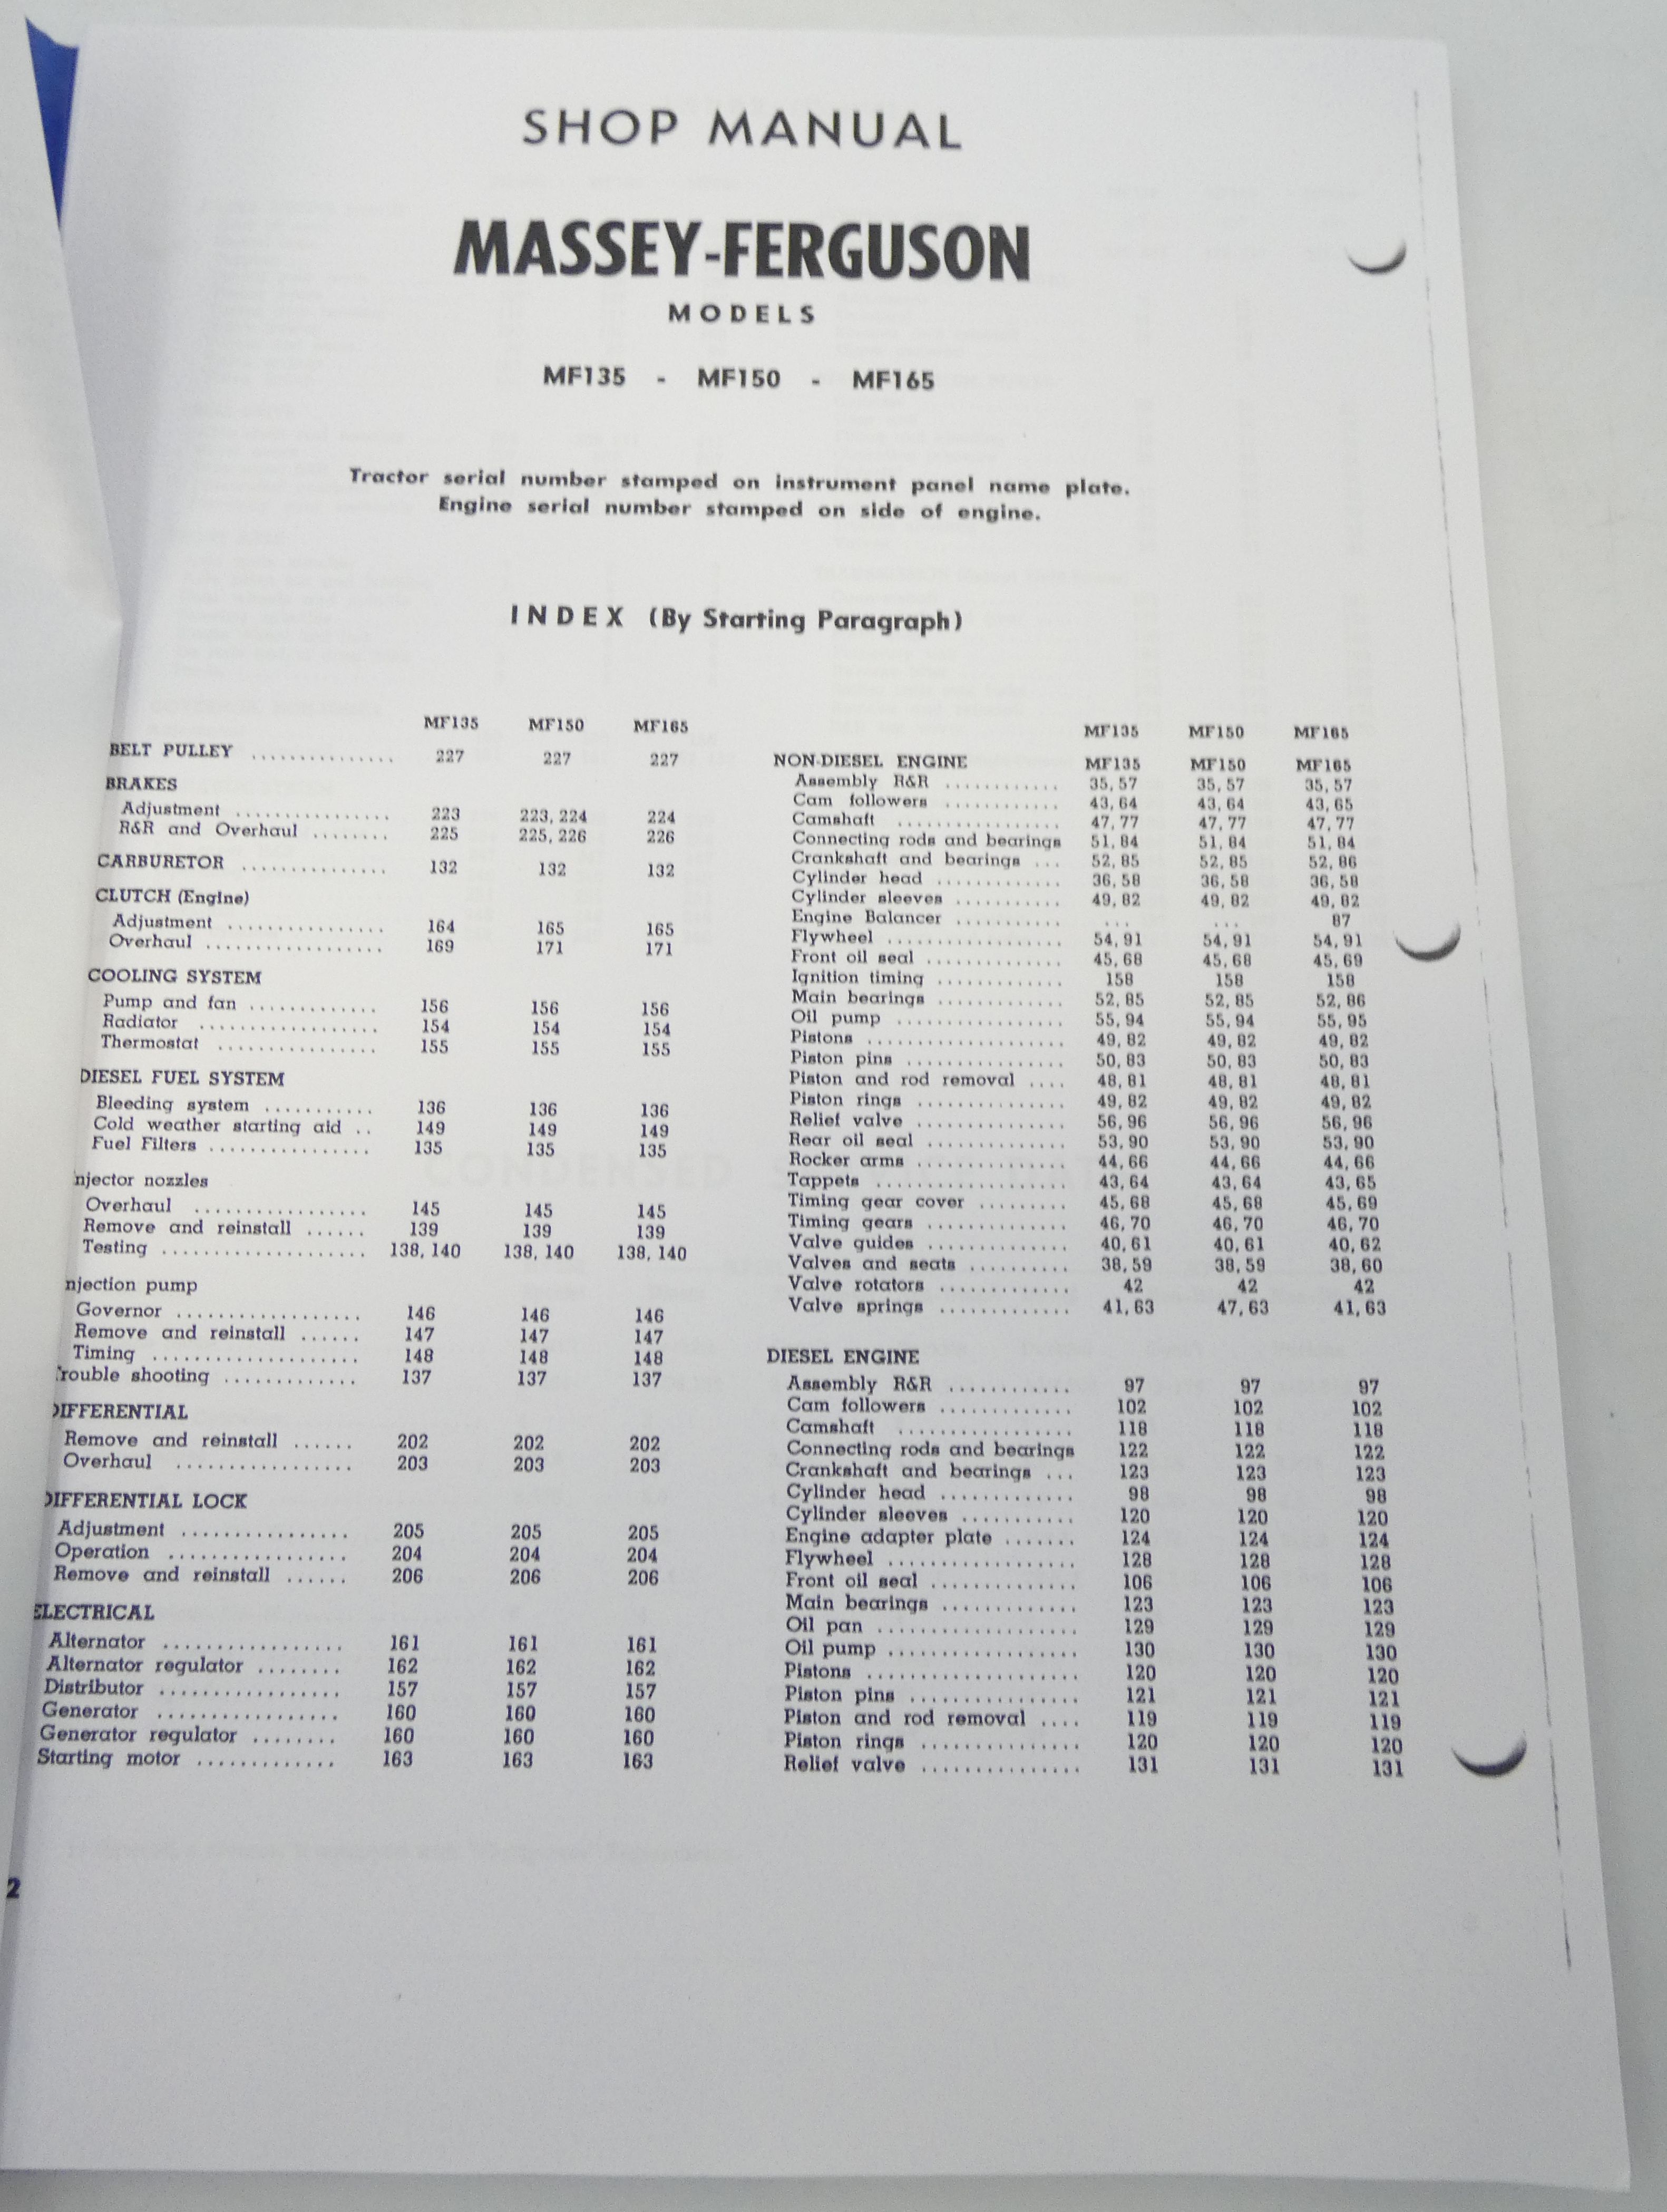 SHOP MANUAL
MASSEY-FERGUSON
MODELS
MF135 - MF150 - MF165
Tractor serial number stamped on instrument panel name plate.
Engine serial number stamped on side of engine.
INDEX (By Starting Paragraph)
MF135 MF150 MF165
BELT PULLEY ............... 227 227 227
BRAKES
Adjustment ................ 223 223, 224 224
R&R and Overhaul ........ 225 225, 226 226
CARBURETOR ............... 132 132 132
CLUTCH (Engine)
Adjustment ................ 164 165 165
Overhaul .................. 169 171 171
COOLING SYSTEM
Pump and fan ............. 156 156 156
Radiator .................. 154 154 154
Thermostat ................ 155 155 155
DIESEL FUEL SYSTEM
Bleeding system ........... 136 136 136
Cold weather starting aid .. 149 149 149
Fuel Filters ................ 135 135 135
njector nozzles
Overhaul ................. 145 145 145
Remove and reinstall ...... 139 139 139
Testing .................... 138, 140 138, 140 138, 140
njection pump
Governor .................. 146 146 146
Remove and reinstall ...... 147 147 147
Timing .................... 148 148 148
rouble shooting ............. 137 137 137
DIFFERENTIAL
Remove and reinstall ...... 202 202 202
Overhaul ................. 203 203 203
DIFFERENTIAL LOCK
Adjustment ................ 205 205 205
Operation ................. 204 204 204
Remove and reinstall ...... 206 206 206
ELECTRICAL
Alternator ................. 161 161 161
Alternator regulator ........ 162 162 162
Distributor ................. 157 157 157
Generator ................. 160 160 160
Generator regulator ........ 160 160 160
Starting motor ............. 163 163 163
2
MF135 MF150 MF165
NON-DIESEL ENGINE MF135 MF150 MF165
Assembly R&R ............ 35, 57 35, 57 35, 57
Cam followers ............ 43, 64 43, 64 43, 65
Camshaft ................. 47, 77 47, 77 47, 77
Connecting rods and bearings 51, 84 51, 84 51, 84
Crankshaft and bearings ... 52, 85 52, 85 52, 86
Cylinder head ............. 36, 58 36, 58 36, 58
Cylinder sleeves ........... 49, 82 49, 82 49, 82
Engine Balancer ........... ... ... 87
Flywheel .................. 54, 91 54, 91 54, 91
Front oil seal .............. 45, 68 45, 68 45, 69
Ignition timing ............. 158 158 158
Main bearings ............. 52, 85 52, 85 52, 86
Oil pump ................. 55, 94 55, 94 55, 95
Pistons .................... 49, 82 49, 82 49, 82
Piston pins ................ 50, 83 50, 83 50, 83
Piston and rod removal .... 48, 81 48, 81 48, 81
Piston rings ............... 49, 82 49, 82 49, 82
Relief valve ............... 56, 96 56, 96 56, 96
Rear oil seal .............. 53, 90 53, 90 53, 90
Rocker arms ............... 44, 66 44, 66 44, 66
Tappets ................... 43, 64 43, 64 43, 65
Timing gear cover ......... 45, 68 45, 68 45, 69
Timing gears .............. 46, 70 46, 70 46, 70
Valve guides .............. 40, 61 40, 61 40, 62
Valves and seats .......... 38, 59 38, 59 38, 60
Valve rotators ............. 42 42 42
Valve springs ............. 41, 63 47, 63 41, 63
DIESEL ENGINE
Assembly R&R ............ 97 97 97
Cam followers ............. 102 102 102
Camshaft ................. 118 118 118
Connecting rods and bearings 122 122 122
Crankshaft and bearings ... 123 123 123
Cylinder head ............. 98 98 98
Cylinder sleeves ........... 120 120 120
Engine adapter plate ....... 124 124 124
Flywheel .................. 128 128 128
Front oil seal .............. 106 106 106
Main bearings ............. 123 123 123
Oil pan ................... 129 129 129
Oil pump .................. 130 130 130
Pistons .................... 120 120 120
Piston pins ................ 121 121 121
Piston and rod removal .... 119 119 119
Piston rings ............... 120 120 120
Relief valve ............... 131 131 131